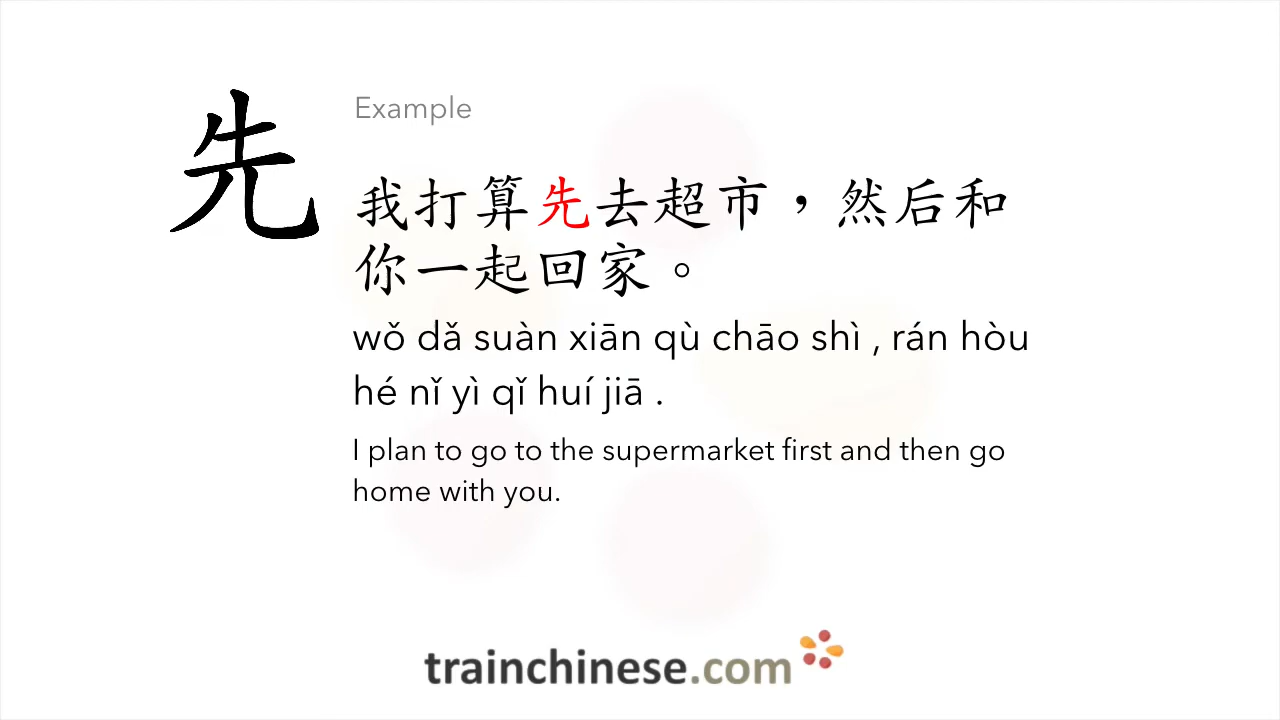 先
Example
我打算先去超市，然后和
你一起回家。
wǒ dǎ suàn xiān qù chāo shì , rán hòu
hé nǐ yì qǐ huí jiā .
I plan to go to the supermarket first and then go
home with you.
trainchinese.com